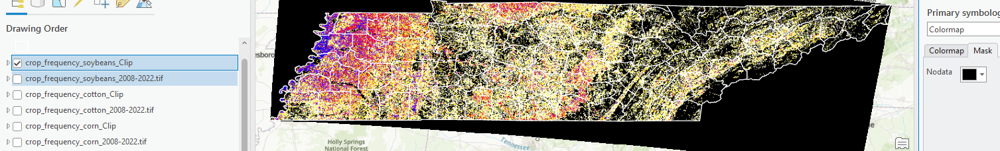 Drawing Order
crop_frequency_soybeans_Clip
crop_frequency_soybeans_2008-2022.tif
crop_frequency_cotton_Clip
crop_frequency_cotton_2008-2022.tif
crop_frequency_corn_Clip
crop_frequency_corn_2008-2022.tif
esboro
Holly Springs
National Forest
Tennessee
Primary symbolog
Colormap
Colormap Mask
Nodata